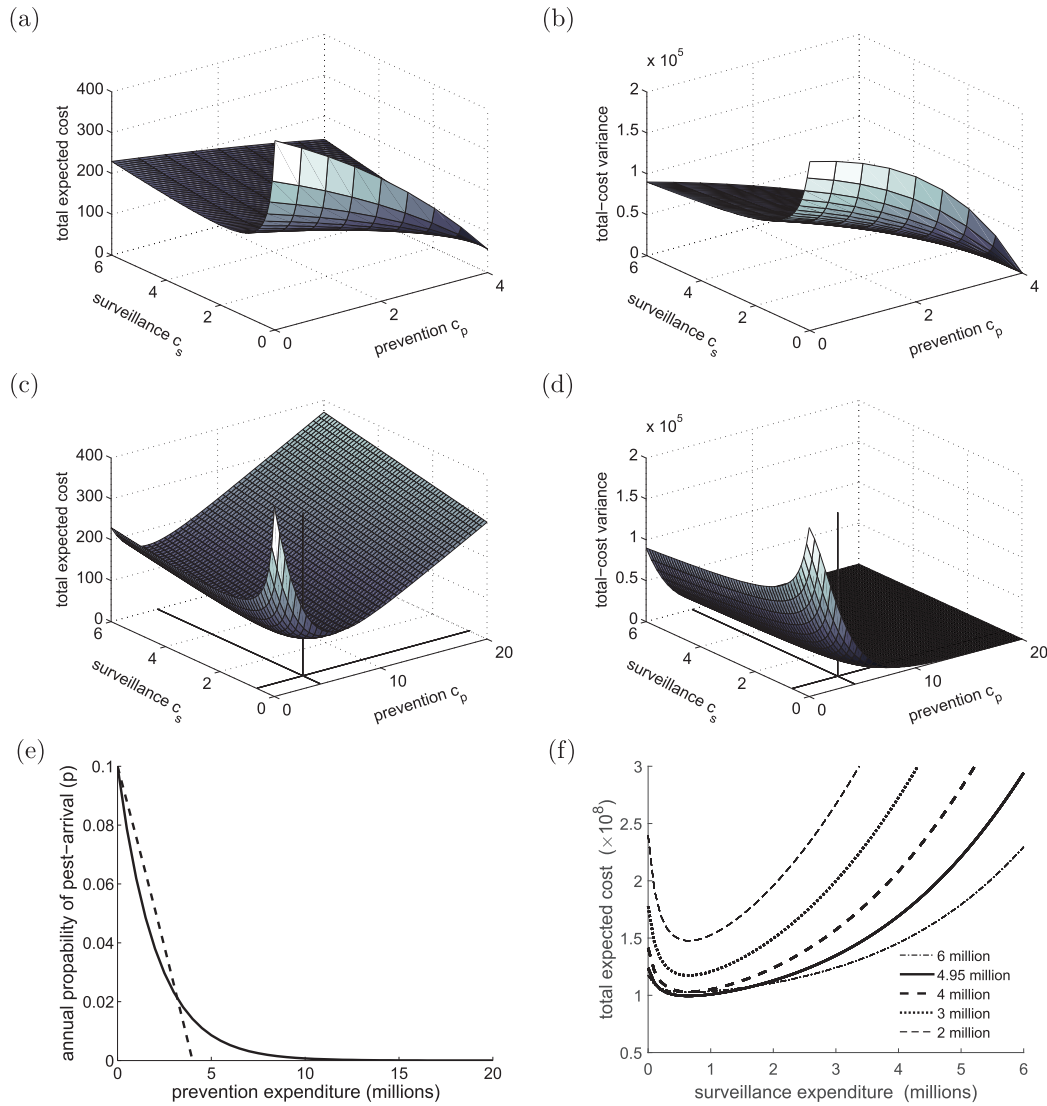 (a)
400
300
200
100
0
total expected cost
6
4
2
0
surveillance c_s
0
2
4
prevention c_p
(b)
x 10^5
2
1.5
1
0.5
0
total-cost variance
6
4
2
0
surveillance c_s
0
2
4
prevention c_p
(c)
400
300
200
100
0
total expected cost
6
4
2
0
surveillance c_s
0
10
20
prevention c_p
(d)
x 10^5
2
1.5
1
0.5
0
total-cost variance
6
4
2
0
surveillance c_s
0
10
20
prevention c_p
(e)
0.1
0.08
0.06
0.04
0.02
0
annual propability of pest-arrival (p)
0 5 10 15 20
prevention expenditure (millions)
(f)
3
2.5
2
1.5
1
0.5
total expected cost (×10^8)
6 million
4.95 million
4 million
3 million
2 million
0 1 2 3 4 5 6
surveillance expenditure (millions)